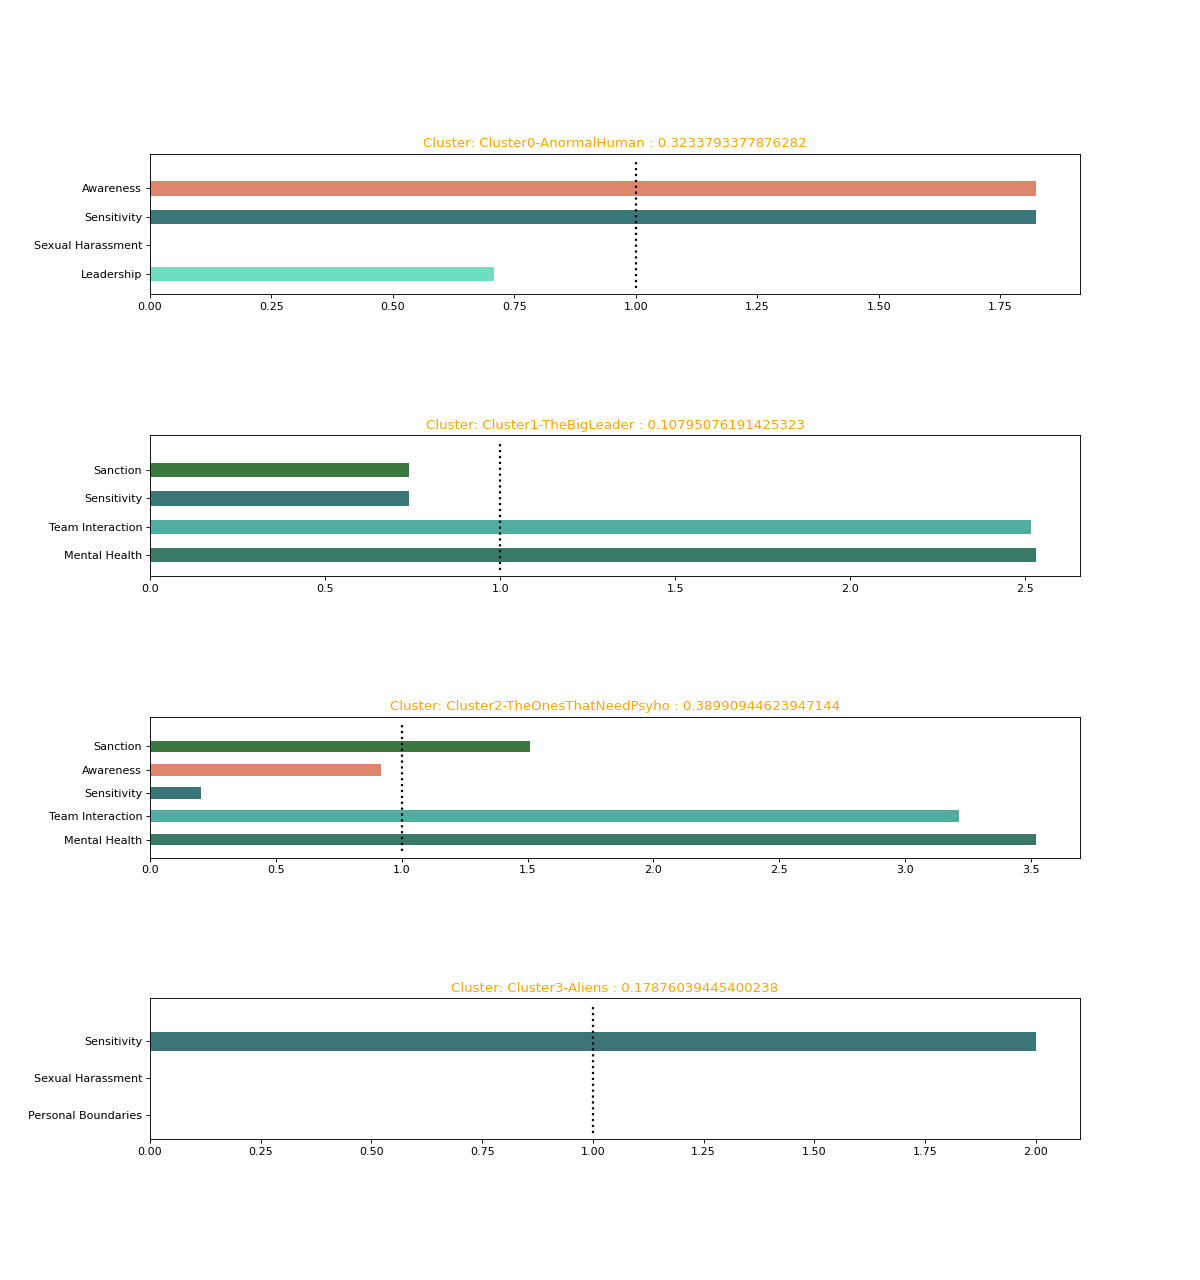 Cluster: Cluster0-AnormalHuman : 0.3233793377876282
Awareness
Sensitivity
Sexual Harassment
Leadership
0.00 0.25 0.50 0.75 1.00 1.25 1.50 1.75
Cluster: Cluster1-TheBigLeader : 0.10795076191425323
Sanction
Sensitivity
Team Interaction
Mental Health
0.0 0.5 1.0 1.5 2.0 2.5
Cluster: Cluster2-TheOnesThatNeedPsyho : 0.38990944623947144
Sanction
Awareness
Sensitivity
Team Interaction
Mental Health
0.0 0.5 1.0 1.5 2.0 2.5 3.0 3.5
Cluster: Cluster3-Aliens : 0.17876039445400238
Sensitivity
Sexual Harassment
Personal Boundaries
0.00 0.25 0.50 0.75 1.00 1.25 1.50 1.75 2.00